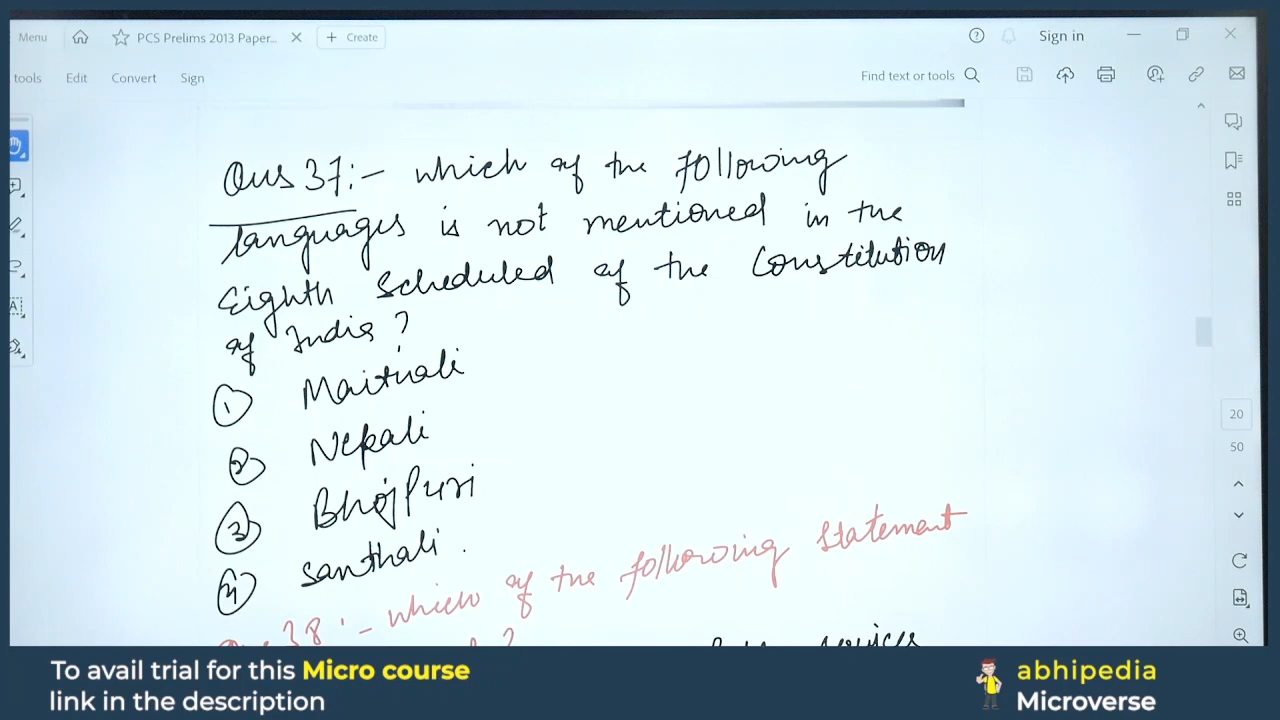 Menu
PCS Prelims 2013 Paper...
+ Create
Sign in
tools
Edit
Convert
Sign
Find text or tools
Ques 37:- which of the following
languages is not mentioned in the
Eighth Scheduled of the Constitution
of India ?
1 Maithali
2 Nepali
3 Bhojpuri
4 santhali.
38:- which of the following statement
?
services
20
50
To avail trial for this Micro course
link in the description
abhipedia
Microverse